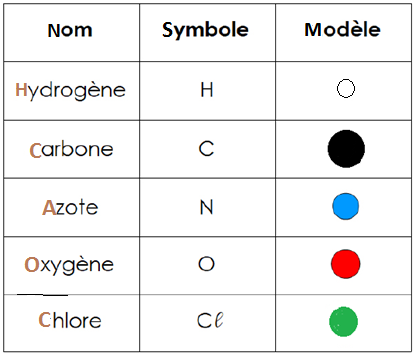 Nom Symbole Modèle
Hydrogène H
Carbone C
Azote N
Oxygène O
Chlore Cℓ